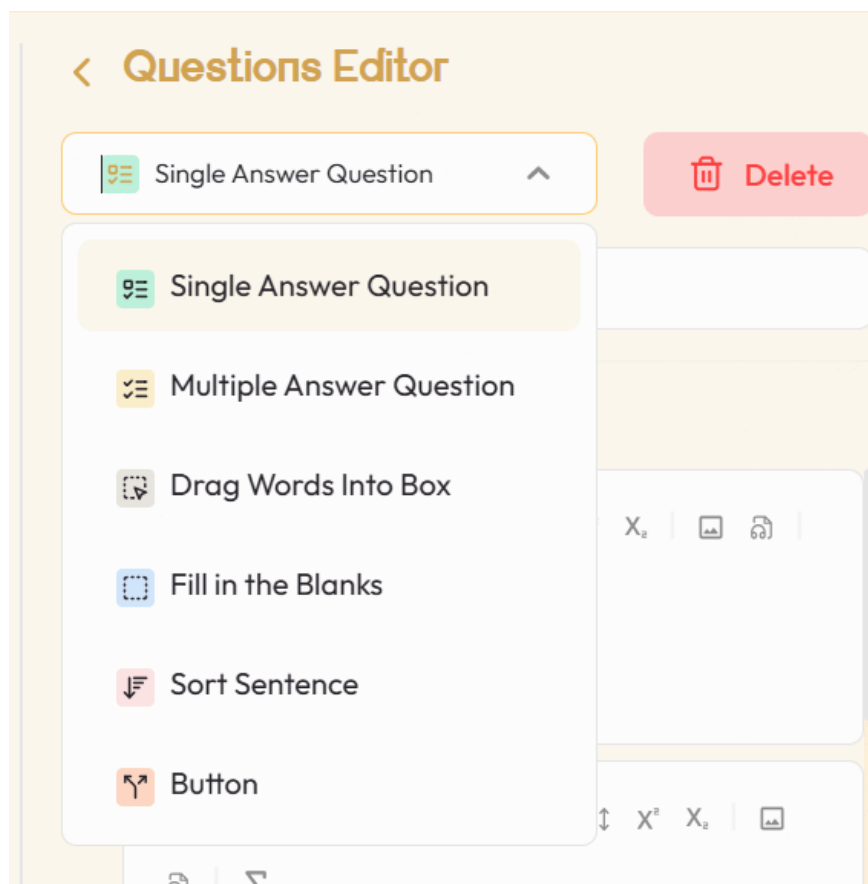 Questions Editor
Single Answer Question
Delete
Single Answer Question
Multiple Answer Question
Drag Words Into Box
Fill in the Blanks
Sort Sentence
Button